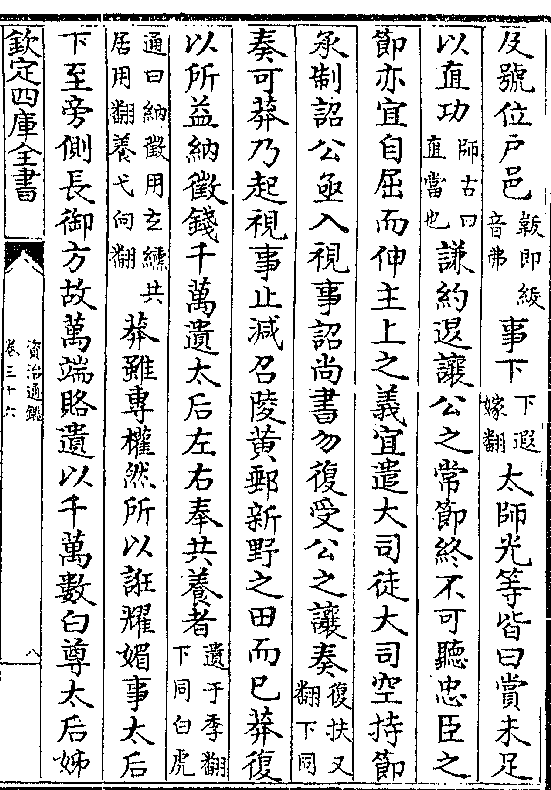 及號位戶邑韍即紱音弗事下下遐嫁翻太師光等皆曰賞未足
以直功師古曰直當也謙約退讓公之常節終不可聽忠臣之
節亦宜自屈而伸主上之義宜遣大司徒大司空持節
承制詔公亟入視事詔尚書勿復受公之讓奏復扶又翻下同
奏可莽乃起視事止減召陵黄郵新野之田而已莽復
以所益納徵錢千萬遺太后左右奉共養者遺于季翻下同白虎
通曰納徵用玄纁共居用翻養弋向翻莽雖專權然所以誑耀媚事太后
下至旁側長御方故萬端賂遺以千萬數白尊太后姊
欽定四庫全書
資治通鑑
卷三十六
八